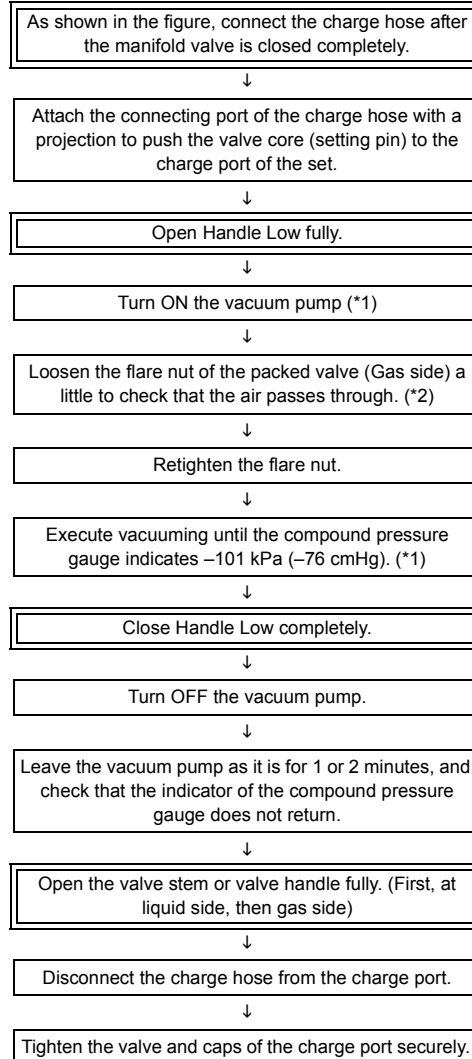 As shown in the figure, connect the charge hose after
the manifold valve is closed completely.
↓
Attach the connecting port of the charge hose with a
projection to push the valve core (setting pin) to the
charge port of the set.
↓
Open Handle Low fully.
↓
Turn ON the vacuum pump (*1)
↓
Loosen the flare nut of the packed valve (Gas side) a
little to check that the air passes through. (*2)
↓
Retighten the flare nut.
↓
Execute vacuuming until the compound pressure
gauge indicates –101 kPa (–76 cmHg). (*1)
↓
Close Handle Low completely.
↓
Turn OFF the vacuum pump.
↓
Leave the vacuum pump as it is for 1 or 2 minutes, and
check that the indicator of the compound pressure
gauge does not return.
↓
Open the valve stem or valve handle fully. (First, at
liquid side, then gas side)
↓
Disconnect the charge hose from the charge port.
↓
Tighten the valve and caps of the charge port securely.